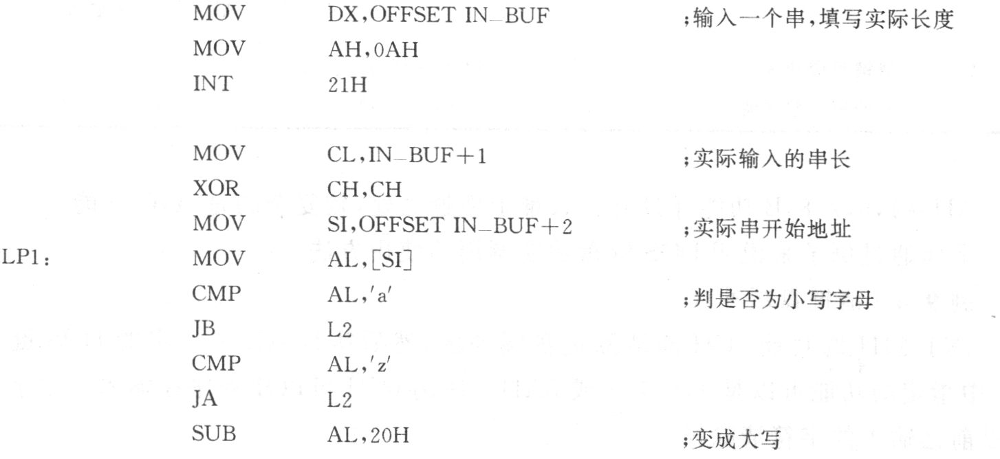 MOV DX,OFFSET IN_BUF ;输入一个串,填写实际长度
MOV AH,0AH
INT 21H
MOV CL,IN_BUF+1 ;实际输入的串长
XOR CH,CH
MOV SI,OFFSET IN_BUF+2 ;实际串开始地址
LP1: MOV AL,[SI]
CMP AL,'a' ;判是否为小写字母
JB L2
CMP AL,'z'
JA L2
SUB AL,20H ;变成大写